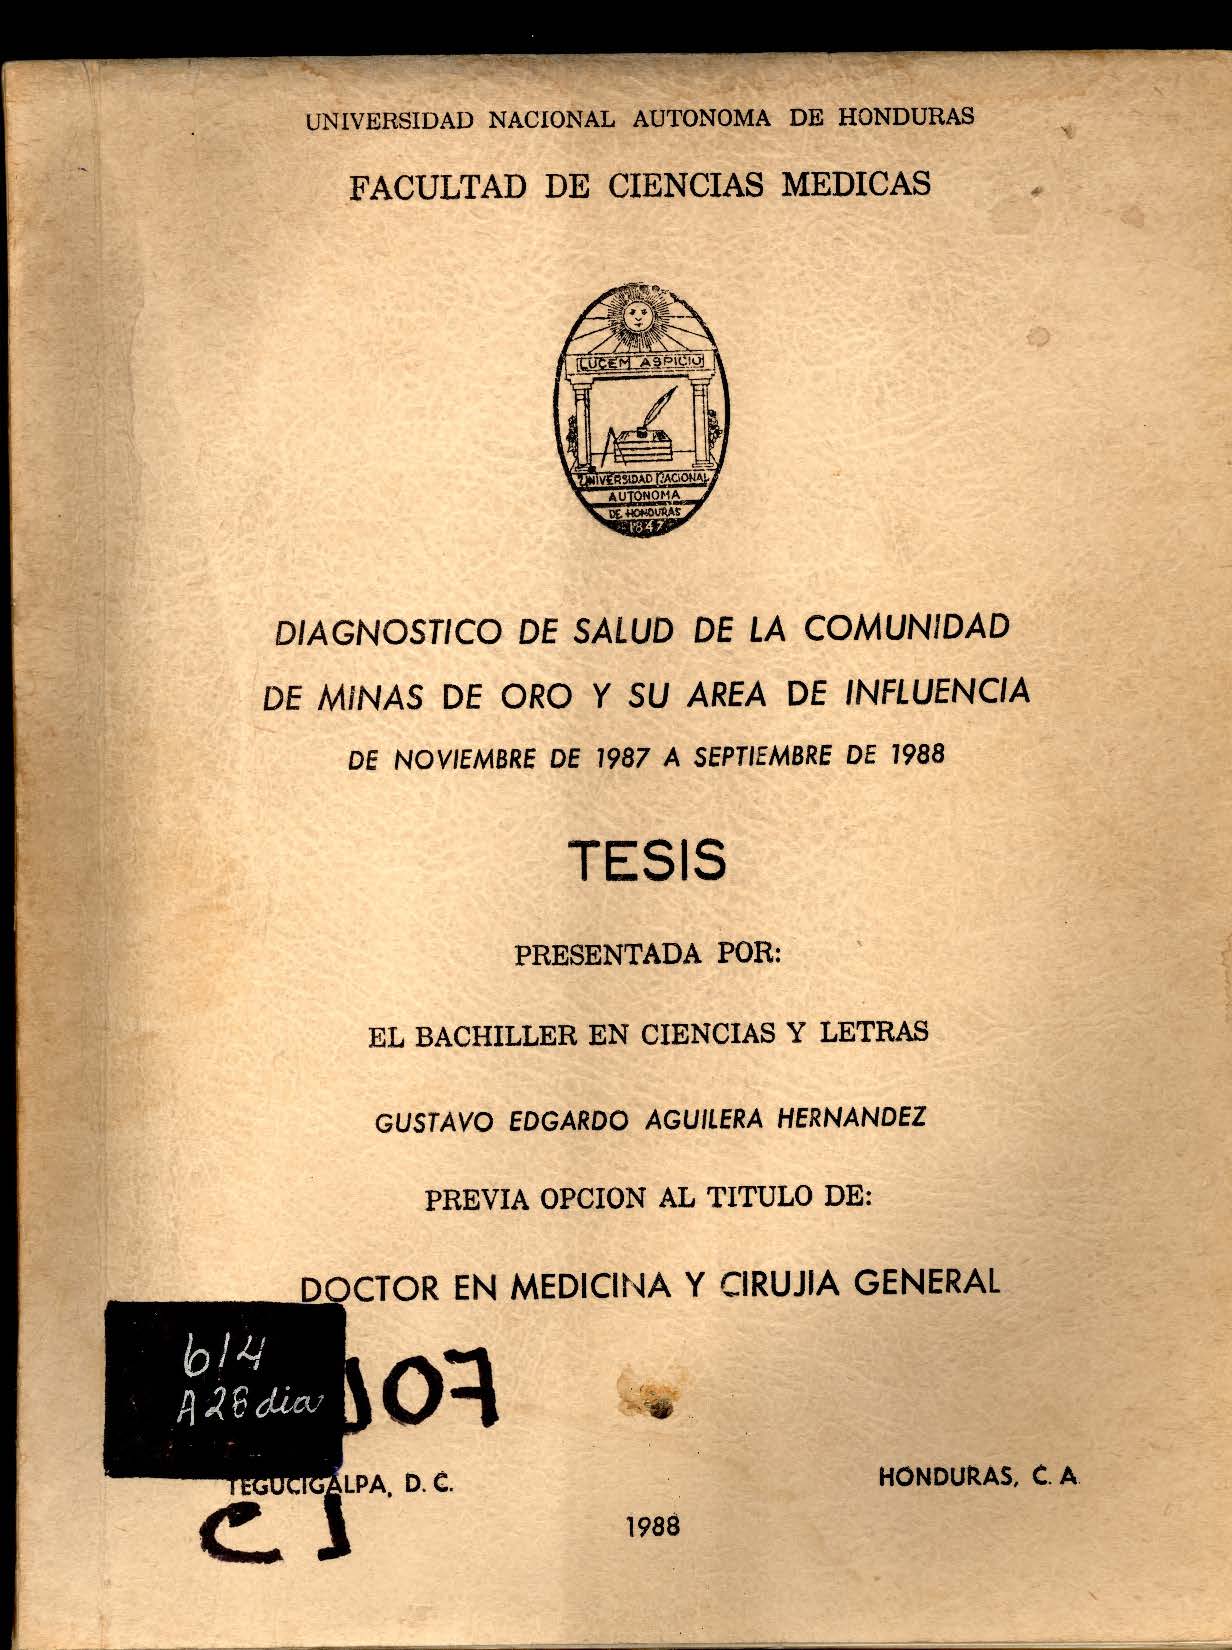 UNIVERSIDAD NACIONAL AUTONOMA DE HONDURAS
FACULTAD DE CIENCIAS MEDICAS
LUCEM ASPICIO
UNIVERSIDAD NACIONAL
AUTONOMA
DE HONDURAS
1847
DIAGNOSTICO DE SALUD DE LA COMUNIDAD
DE MINAS DE ORO Y SU AREA DE INFLUENCIA
DE NOVIEMBRE DE 1987 A SEPTIEMBRE DE 1988
TESIS
PRESENTADA POR:
EL BACHILLER EN CIENCIAS Y LETRAS
GUSTAVO EDGARDO AGUILERA HERNANDEZ
PREVIA OPCION AL TITULO DE:
DOCTOR EN MEDICINA Y CIRUJIA GENERAL
614
A28dia
TEGUCIGALPA, D. C.
HONDURAS, C. A.
C1
1988